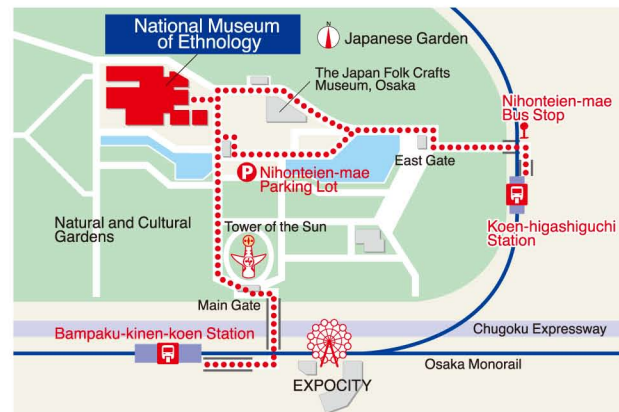 National Museum
of Ethnology
N
Japanese Garden
The Japan Folk Crafts
Museum, Osaka
Nihonteien-mae
Bus Stop
East Gate
P
Nihonteien-mae
Parking Lot
Koen-higashiguchi
Station
Natural and Cultural
Gardens
Tower of the Sun
Main Gate
Bampaku-kinen-koen Station
Chugoku Expressway
Osaka Monorail
EXPOCITY